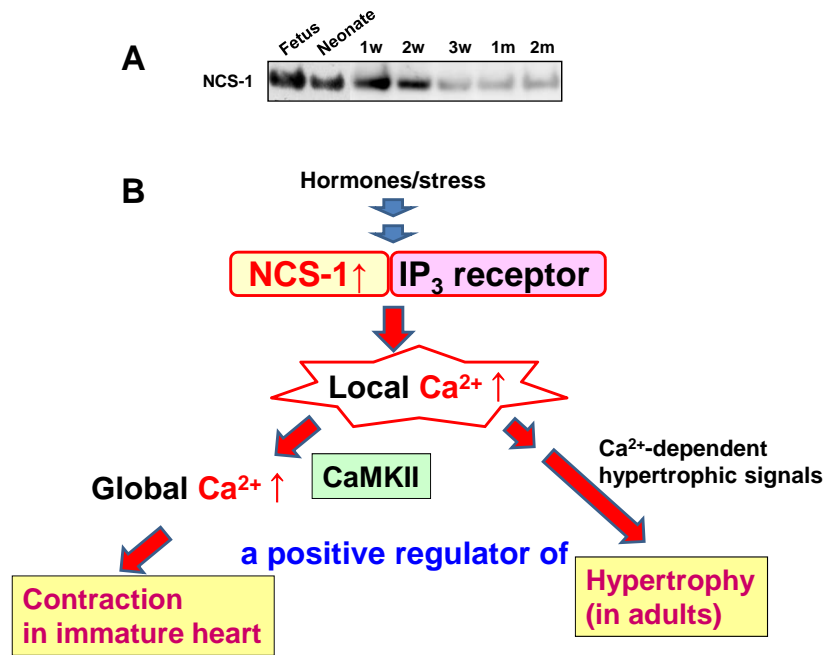 A
Fetus Neonate 1w 2w 3w 1m 2m
NCS-1
B
Hormones/stress
NCS-1↑ IP₃ receptor
Local Ca²⁺ ↑
Ca²⁺-dependent
hypertrophic signals
CaMKII
Global Ca²⁺ ↑
a positive regulator of
Contraction
in immature heart
Hypertrophy
(in adults)